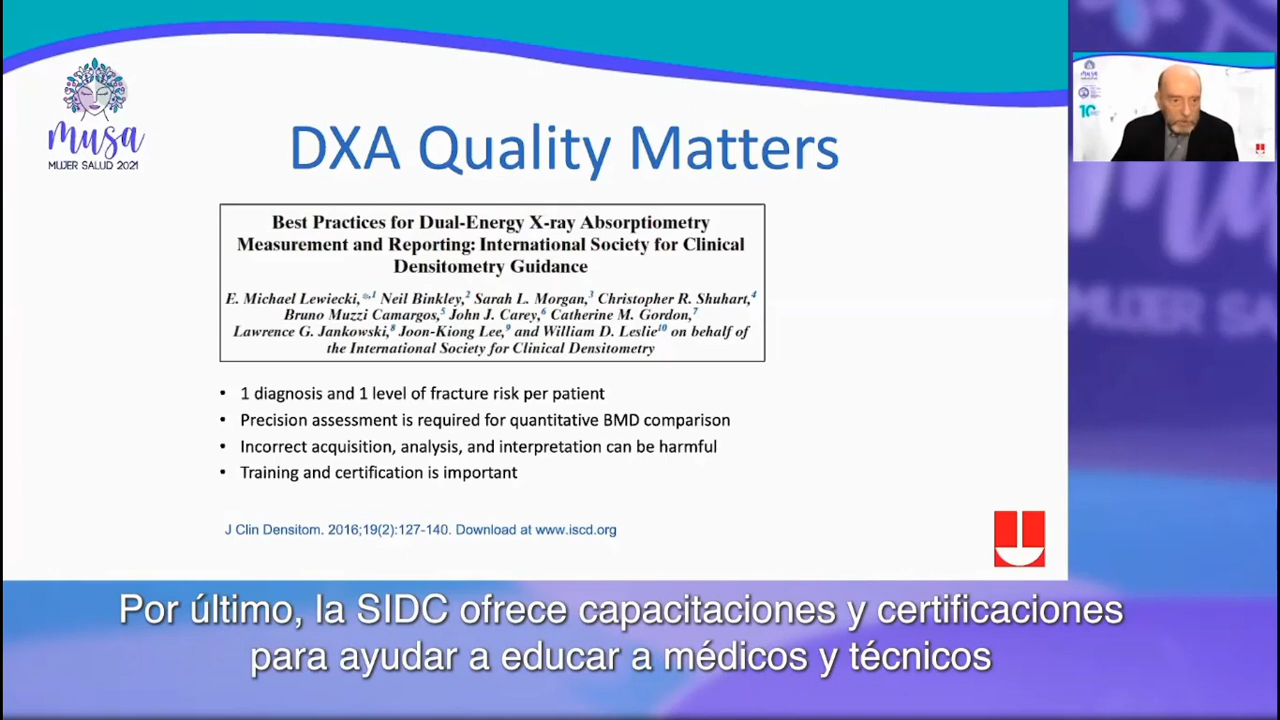 musa
MUJER SALUD 2021
DXA Quality Matters
Best Practices for Dual-Energy X-ray Absorptiometry
Measurement and Reporting: International Society for Clinical
Densitometry Guidance
E. Michael Lewiecki,*,1 Neil Binkley,2 Sarah L. Morgan,3 Christopher R. Shuhart,4
Bruno Muzzi Camargos,5 John J. Carey,6 Catherine M. Gordon,7
Lawrence G. Jankowski,8 Joon-Kiong Lee,9 and William D. Leslie10 on behalf of
the International Society for Clinical Densitometry
• 1 diagnosis and 1 level of fracture risk per patient
• Precision assessment is required for quantitative BMD comparison
• Incorrect acquisition, analysis, and interpretation can be harmful
• Training and certification is important
J Clin Densitom. 2016;19(2):127-140. Download at www.iscd.org
Por último, la SIDC ofrece capacitaciones y certificaciones
para ayudar a educar a médicos y técnicos